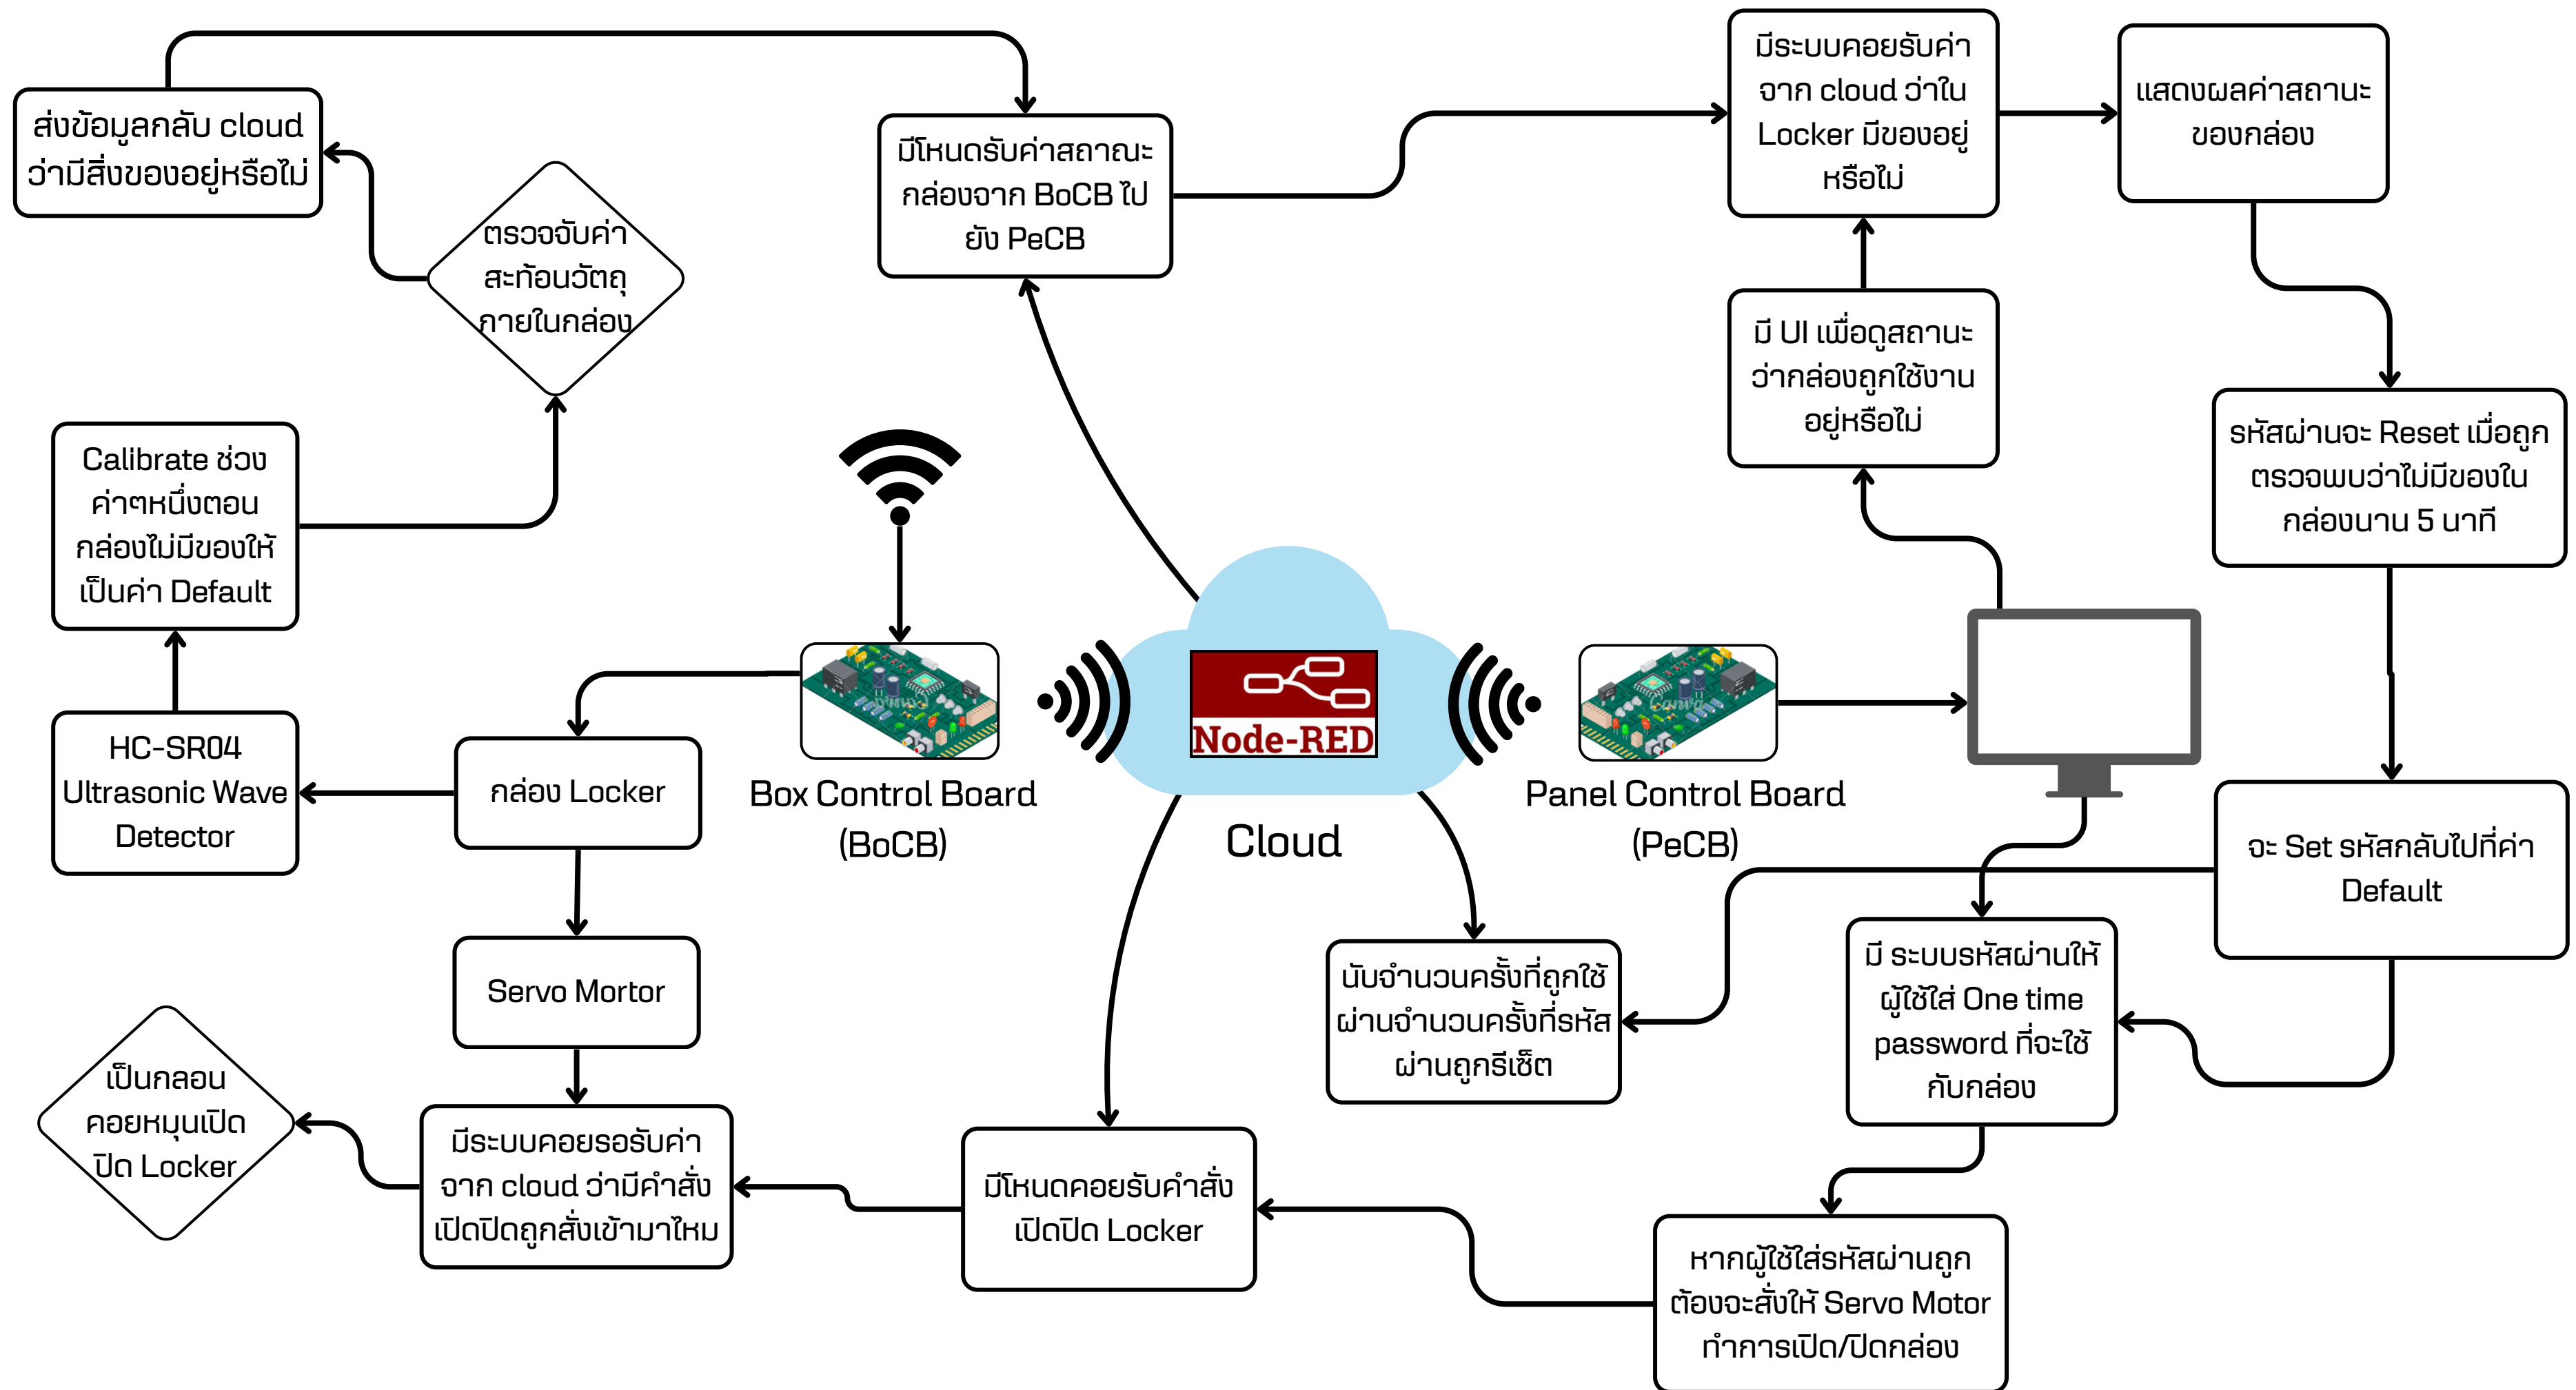 ส่งข้อมูลกลับ cloud
ว่ามีสิ่งของอยู่หรือไม่
ตรวจจับค่า
สะท้อนวัตถุ
ภายในกล่อง
Calibrate ช่วง
ค่าๆหนึ่งตอน
กล่องไม่มีของให้
เป็นค่า Default
HC-SR04
Ultrasonic Wave
Detector
กล่อง Locker
Servo Mortor
เป็นกลอน
คอยหมุนเปิด
ปิด Locker
มีระบบคอยรอรับค่า
จาก cloud ว่ามีคำสั่ง
เปิดปิดถูกสั่งเข้ามาไหม
มีโหนดรับค่าสถาณะ
กล่องจาก BoCB ไป
ยัง PeCB
Box Control Board
(BoCB)
Node-RED
Cloud
Panel Control Board
(PeCB)
มีโหนดคอยรับคำสั่ง
เปิดปิด Locker
นับจำนวนครั้งที่ถูกใช้
ผ่านจำนวนครั้งที่รหัส
ผ่านถูกรีเซ็ต
มีระบบคอยรับค่า
จาก cloud ว่าใน
Locker มีของอยู่
หรือไม่
แสดงผลค่าสถานะ
ของกล่อง
มี UI เพื่อดูสถานะ
ว่ากล่องถูกใช้งาน
อยู่หรือไม่
รหัสผ่านจะ Reset เมื่อถูก
ตรวจพบว่าไม่มีของใน
กล่องนาน 5 นาที
จะ Set รหัสกลับไปที่ค่า
Default
มี ระบบรหัสผ่านให้
ผู้ใช้ใส่ One time
password ที่จะใช้
กับกล่อง
หากผู้ใช้ใส่รหัสผ่านถูก
ต้องจะสั่งให้ Servo Motor
ทำการเปิด/ปิดกล่อง